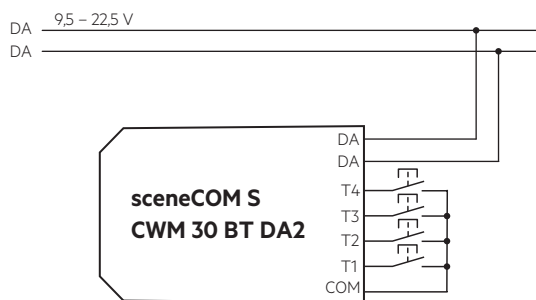 DA 9,5 – 22,5 V
DA
DA
DA
sceneCOM S
CWM 30 BT DA2
T4
T3
T2
T1
COM